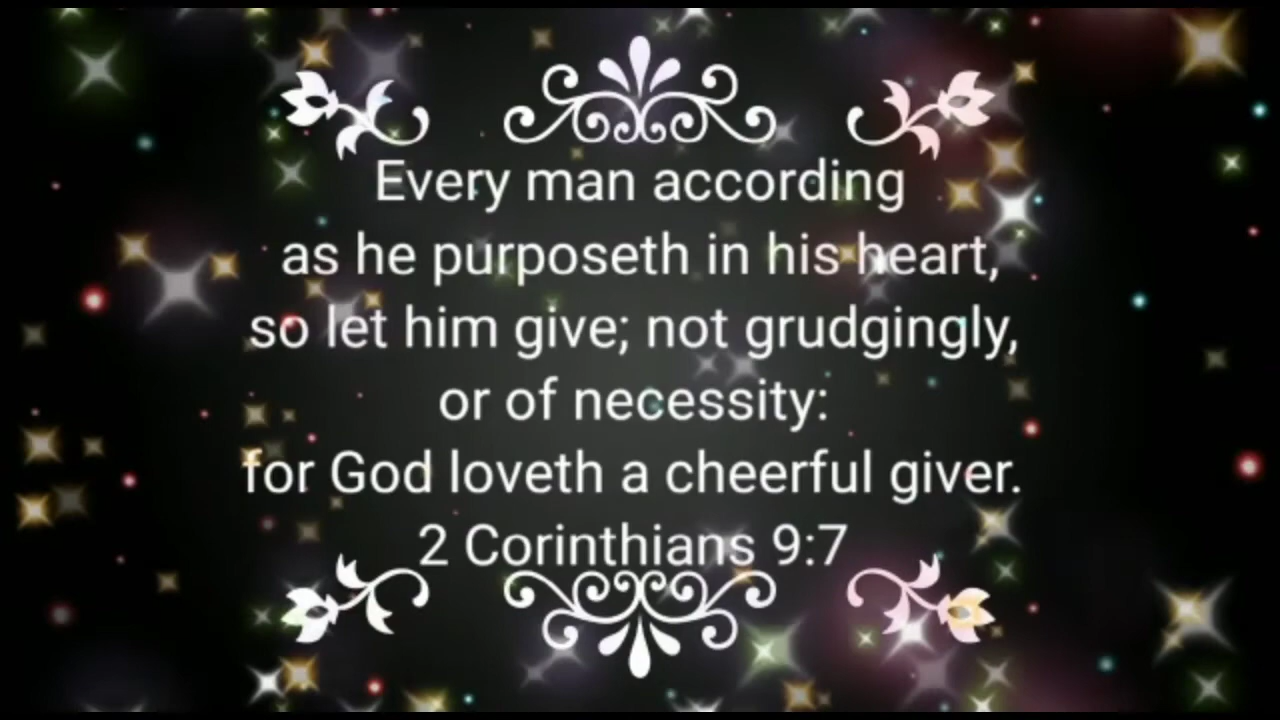 Every man according
as he purposeth in his heart,
so let him give; not grudgingly,
or of necessity:
for God loveth a cheerful giver.
2 Corinthians 9:7